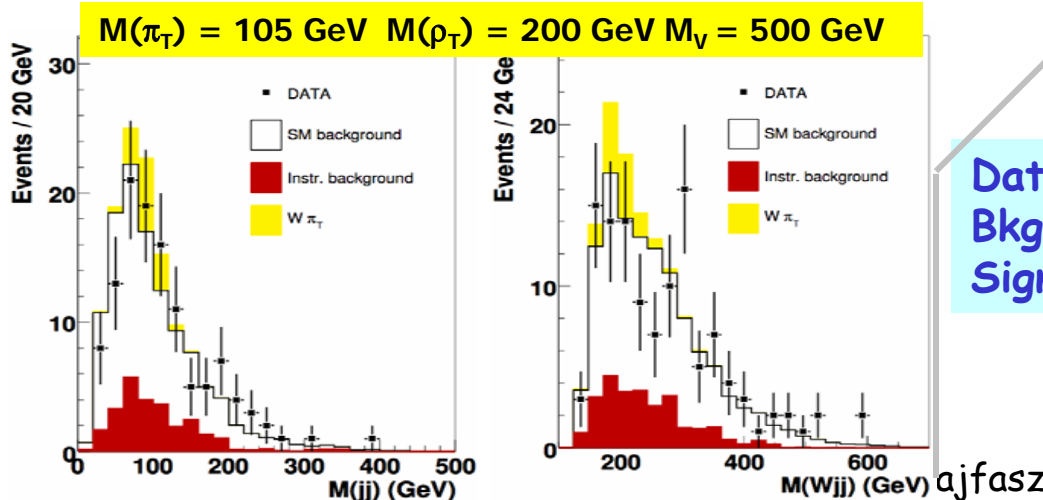 M(πT) = 105 GeV M(ρT) = 200 GeV MV = 500 GeV
Events / 20 GeV
30
20
10
0
DATA
SM background
Instr. background
W πT
0 100 200 300 400 500
M(jj) (GeV)
Events / 24 Ge
20
10
0
DATA
SM background
Instr. background
W πT
200 400 600
M(Wjj) (GeV)
Dat
Bkg
Sig
ajfasz